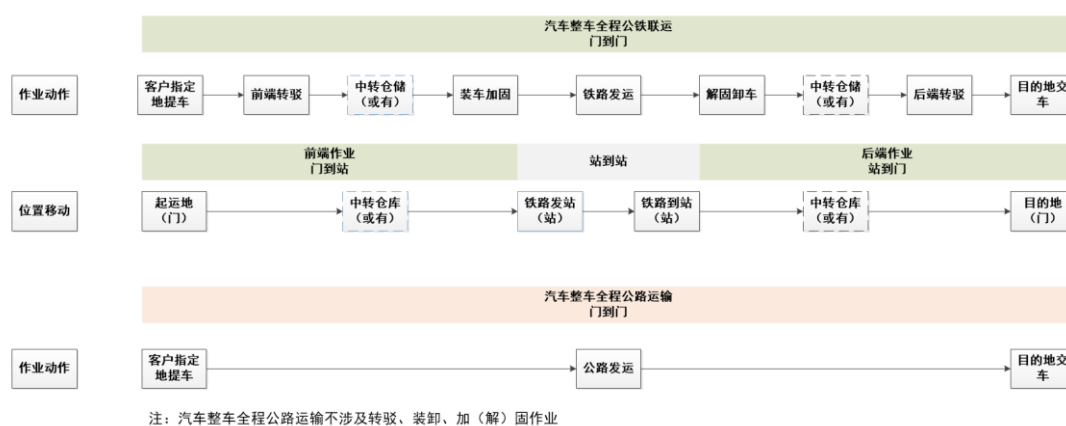 汽车整车全程公铁联运
门到门
作业动作
客户指定
地提车
前端转驳
中转仓储
（或有）
装车加固
铁路发运
解固卸车
中转仓储
（或有）
后端转驳
目的地交
车
前端作业
门到站
站到站
后端作业
站到门
位置移动
起运地
（门）
中转仓库
（或有）
铁路发站
（站）
铁路到站
（站）
中转仓库
（或有）
目的地
（门）
汽车整车全程公路运输
门到门
作业动作
客户指定
地提车
公路发运
目的地交
车
注：汽车整车全程公路运输不涉及转驳、装卸、加（解）固作业